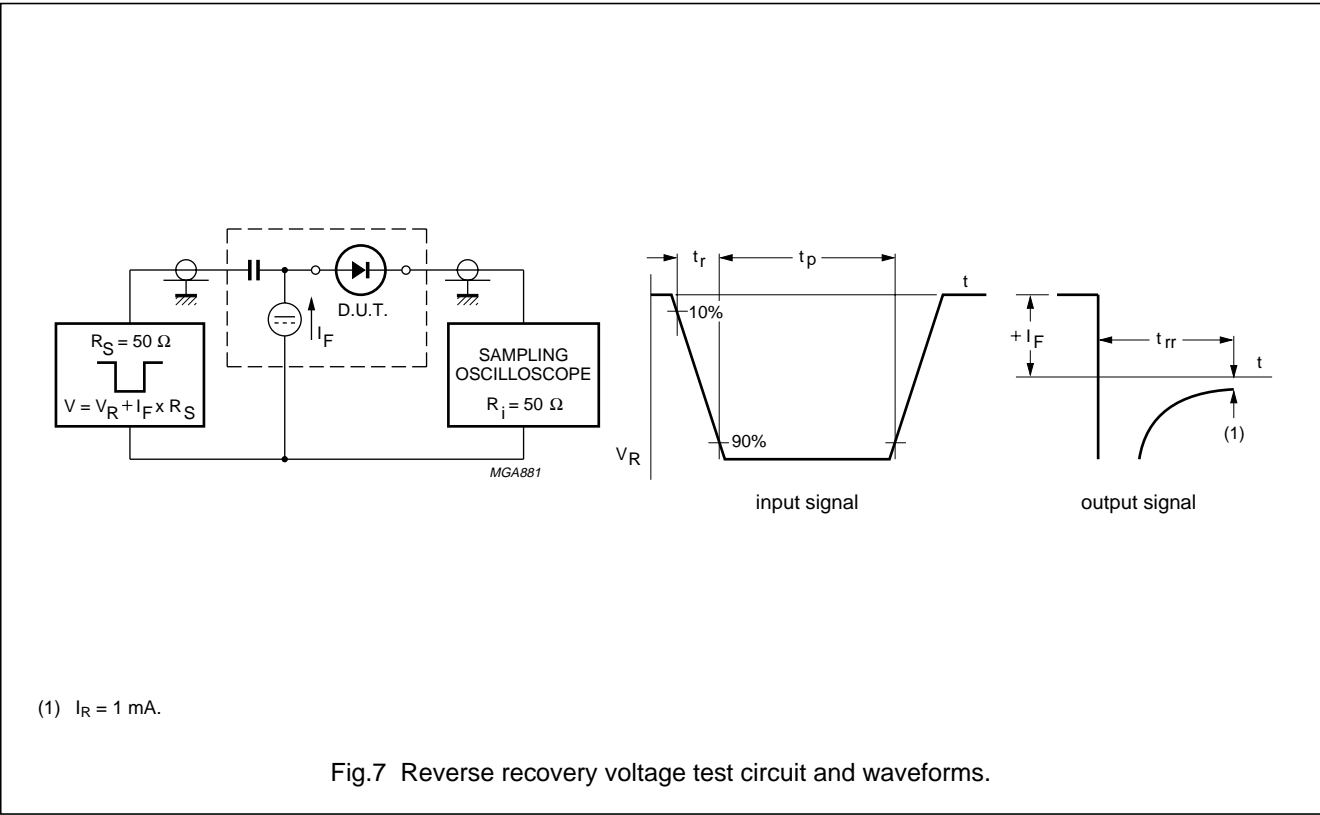 D.U.T.
I_F
R_S = 50 Ω
V = V_R + I_F x R_S
SAMPLING
OSCILLOSCOPE
R_i = 50 Ω
MGA881
t_r
t_p
t
10%
90%
V_R
input signal
+ I_F
t_rr
t
(1)
output signal
(1) I_R = 1 mA.
Fig.7 Reverse recovery voltage test circuit and waveforms.